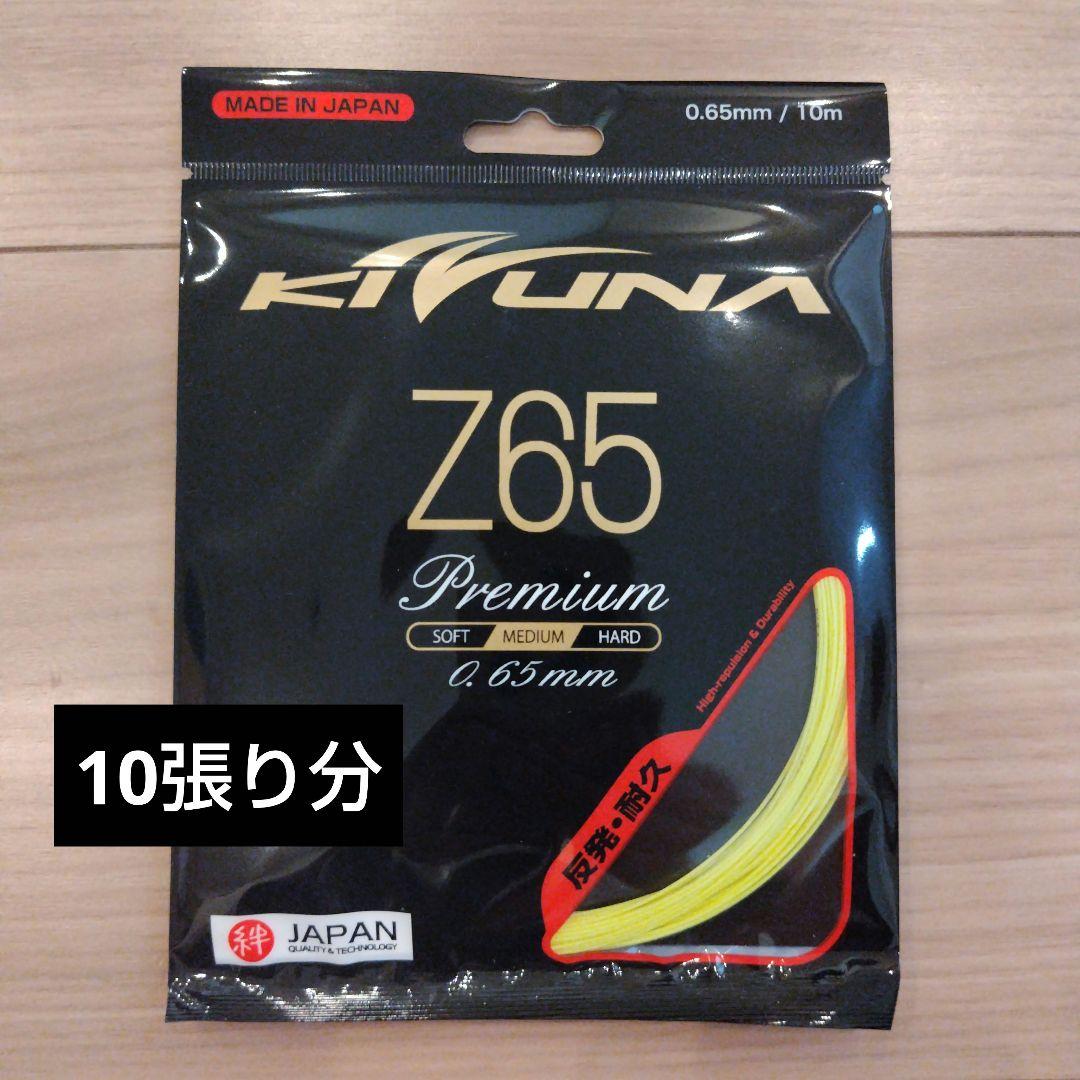 MADE IN JAPAN
0.65mm / 10m
KIZUNA
Z65
Premium
SOFT MEDIUM HARD
0.65mm
High-repulsion & Durability
反発・耐久
10張り分
絆 JAPAN
QUALITY & TECHNOLOGY